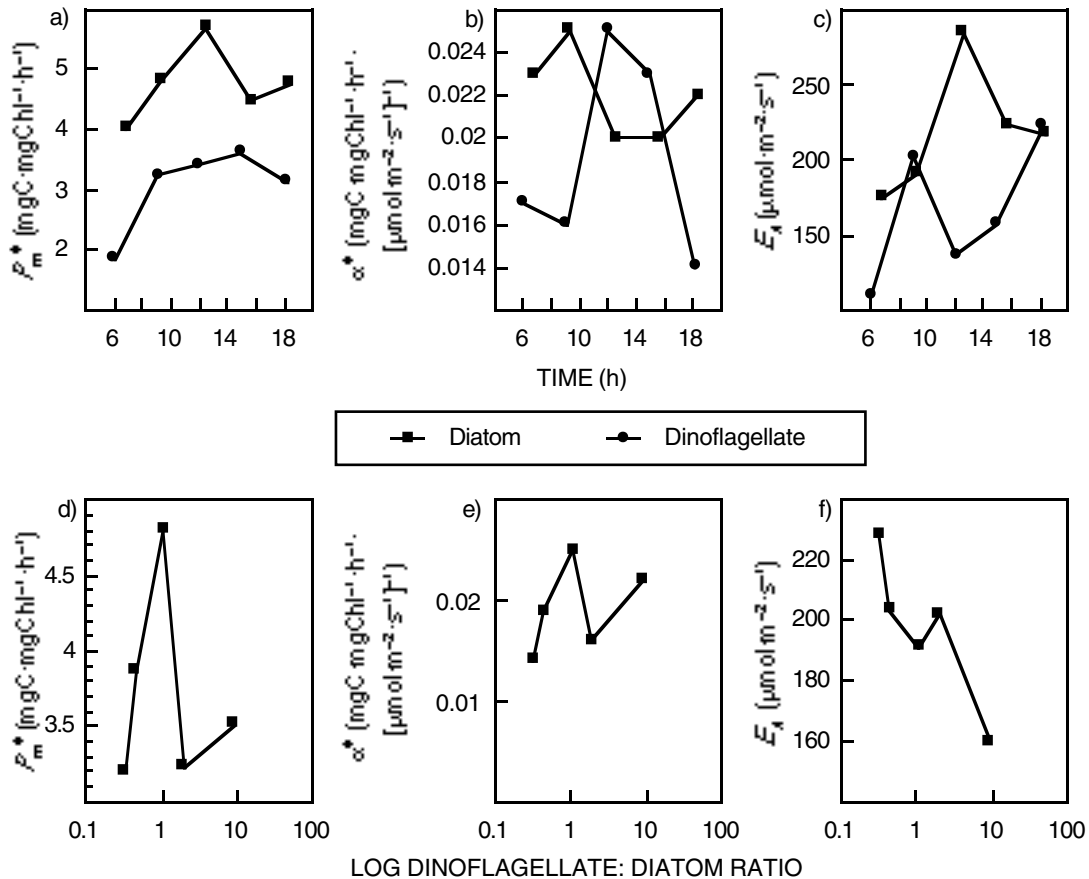 a)
P*m (mgC·mgChl⁻¹·h⁻¹)
5
4
3
2
6 10 14 18
b)
α* (mgC·mgChl⁻¹·h⁻¹·
[µmol·m⁻²·s⁻¹]⁻¹)
0.024
0.022
0.02
0.018
0.016
0.014
6 10 14 18
c)
(µmol·m⁻²·s⁻¹)
250
200
150
6 10 14 18
TIME (h)
Diatom
Dinoflagellate
d)
P*m (mgC·mgChl⁻¹·h⁻¹)
4.5
4
3.5
0.1 1 10 100
e)
α* (mgC·mgChl⁻¹·h⁻¹·
[µmol·m⁻²·s⁻¹]⁻¹)
0.02
0.01
0.1 1 10 100
f)
(µmol·m⁻²·s⁻¹)
220
200
180
160
0.1 1 10 100
LOG DINOFLAGELLATE: DIATOM RATIO